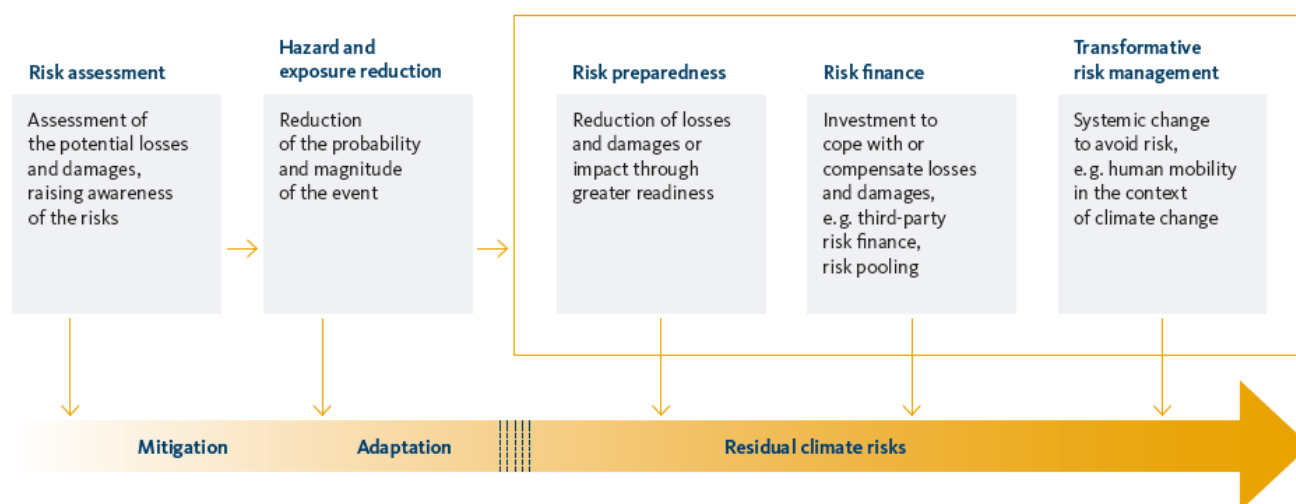 Risk assessment
Assessment of
the potential losses
and damages,
raising awareness
of the risks
Hazard and
exposure reduction
Reduction
of the probability
and magnitude
of the event
Risk preparedness
Reduction of losses
and damages or
impact through
greater readiness
Risk finance
Investment to
cope with or
compensate losses
and damages,
e. g. third-party
risk finance,
risk pooling
Transformative
risk management
Systemic change
to avoid risk,
e. g. human mobility
in the context
of climate change
Mitigation
Adaptation
Residual climate risks